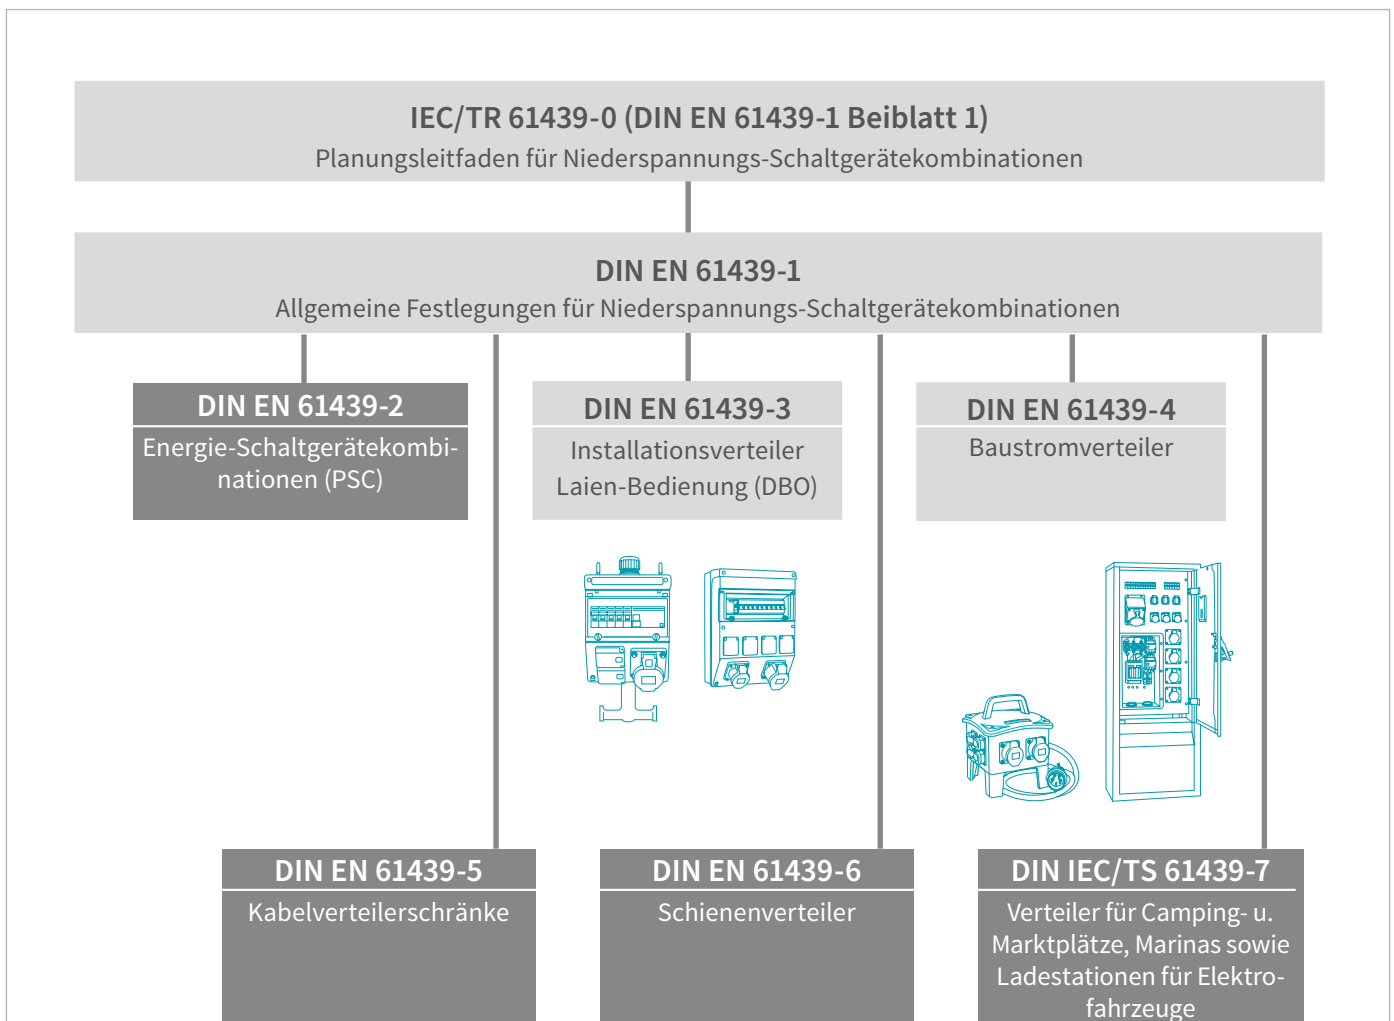 IEC/TR 61439-0 (DIN EN 61439-1 Beiblatt 1)
Planungsleitfaden für Niederspannungs-Schaltgerätekombinationen
DIN EN 61439-1
Allgemeine Festlegungen für Niederspannungs-Schaltgerätekombinationen
DIN EN 61439-2
Energie-Schaltgerätekombi-
nationen (PSC)
DIN EN 61439-3
Installationsverteiler
Laien-Bedienung (DBO)
DIN EN 61439-4
Baustromverteiler
DIN EN 61439-5
Kabelverteilerschränke
DIN EN 61439-6
Schienenverteiler
DIN IEC/TS 61439-7
Verteiler für Camping- u.
Marktplätze, Marinas sowie
Ladestationen für Elektro-
fahrzeuge